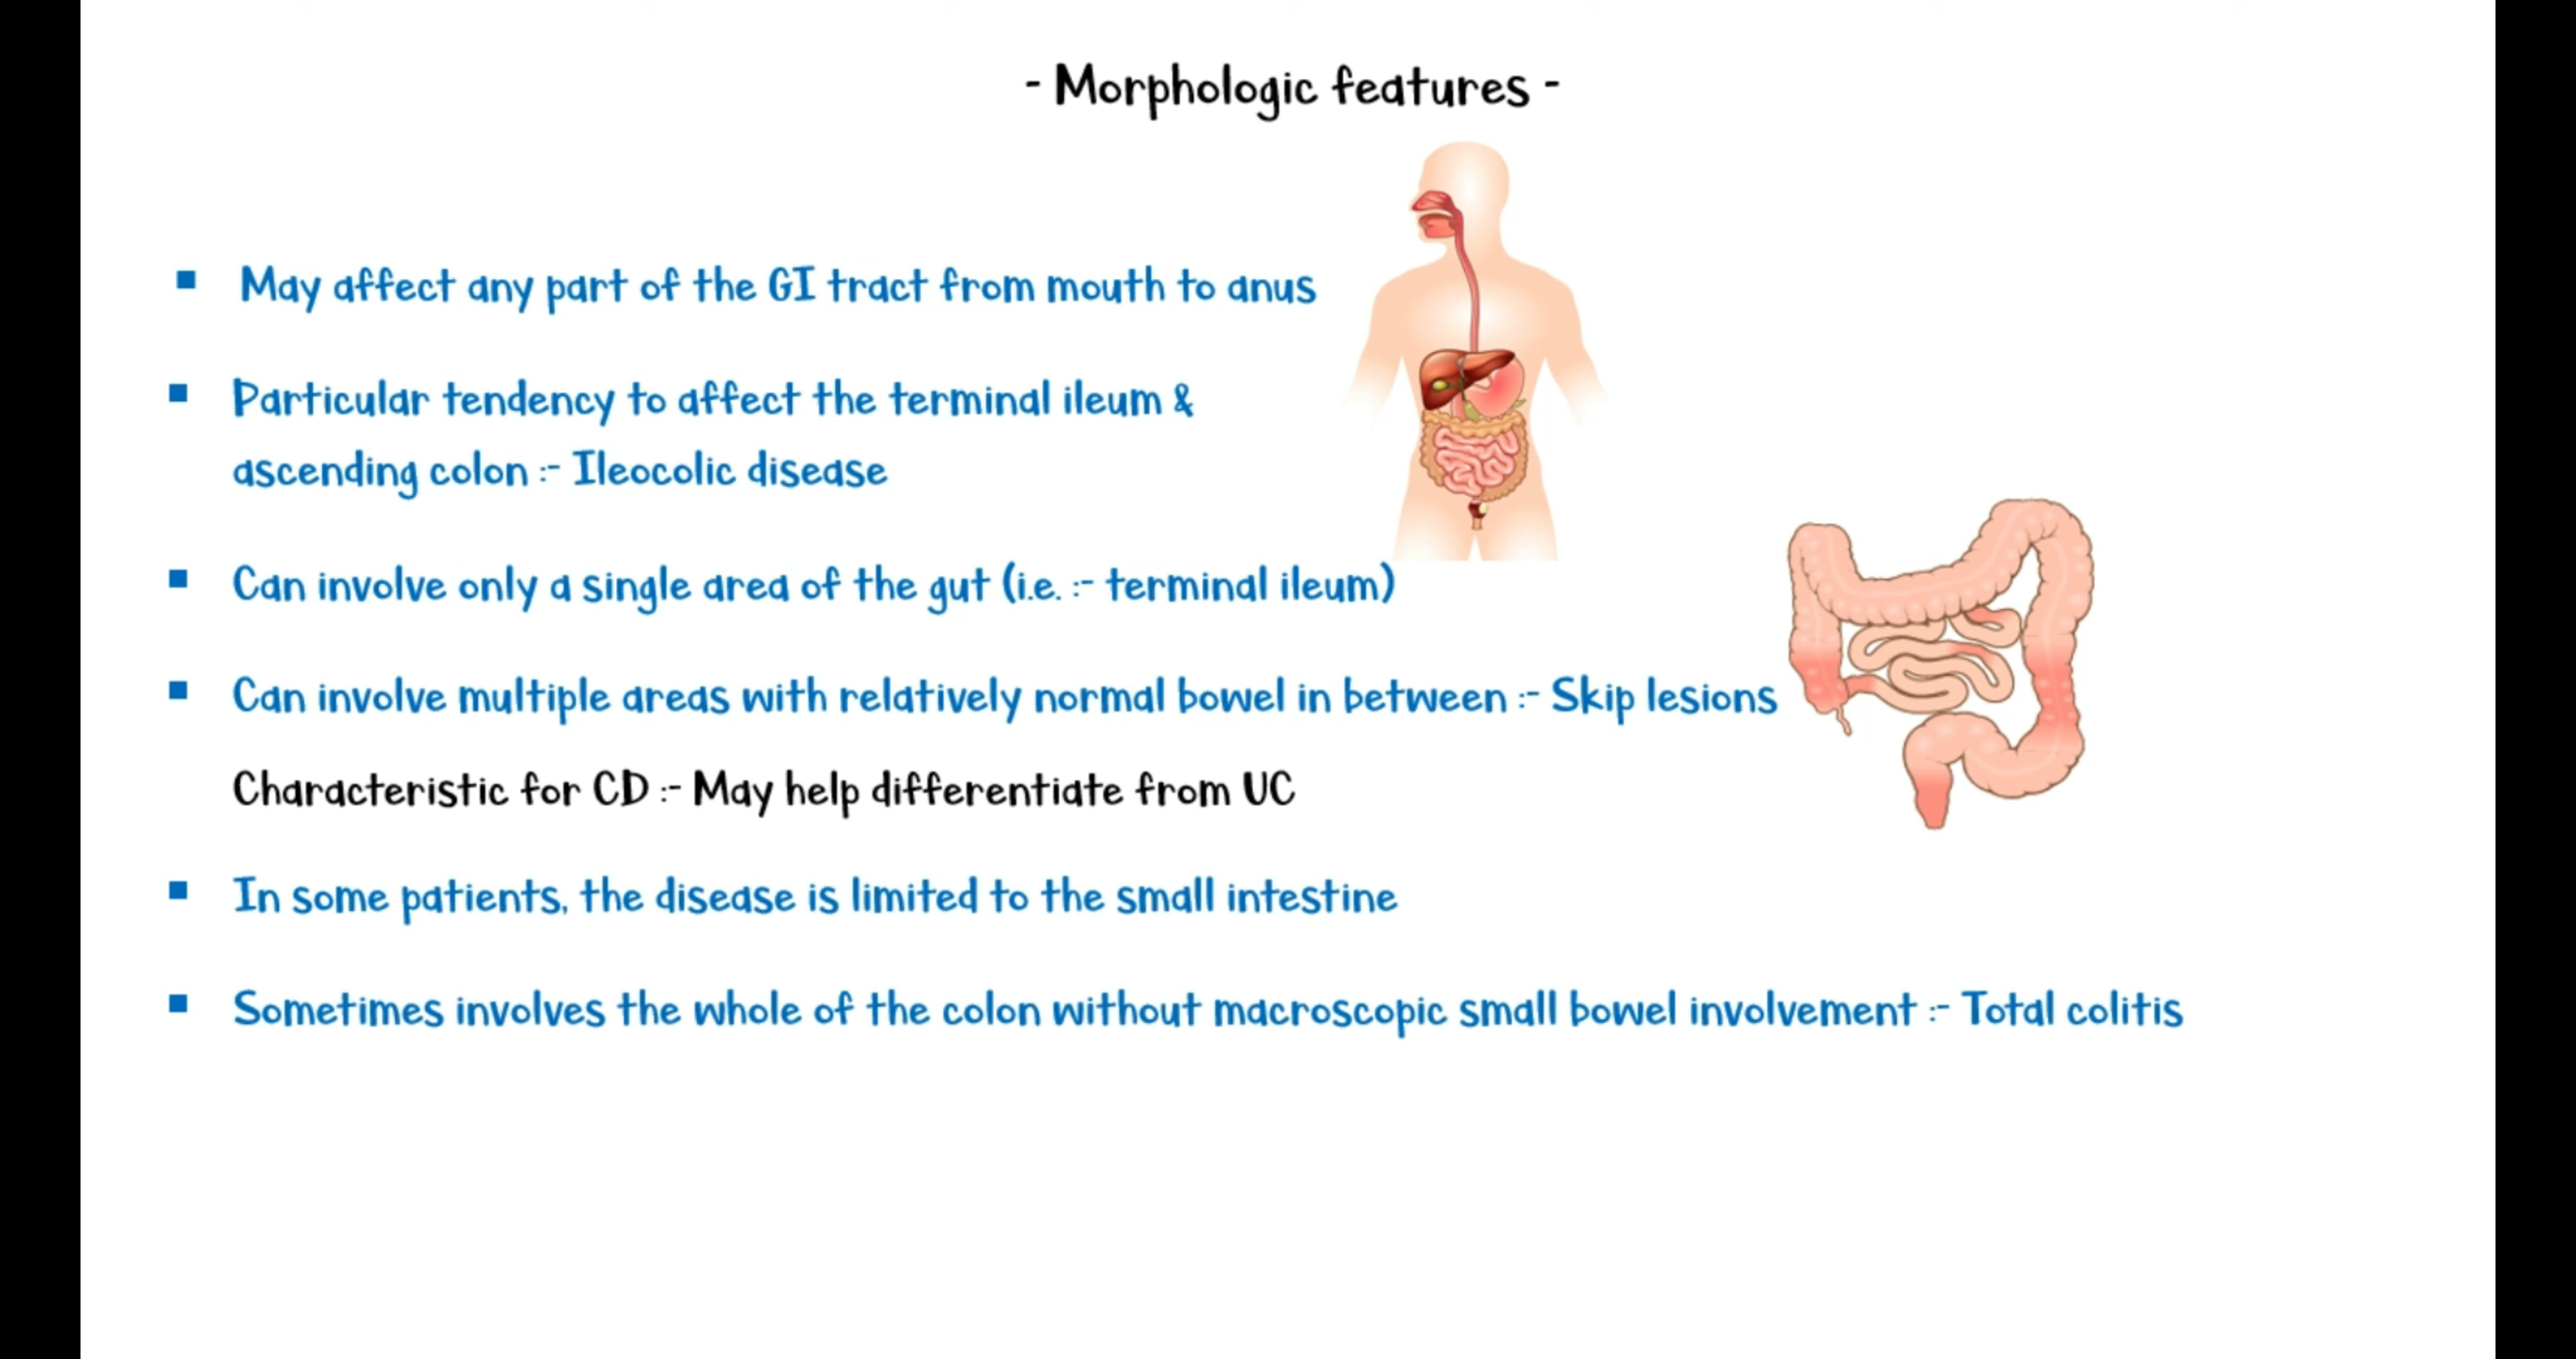 - Morphologic features -
▪ May affect any part of the GI tract from mouth to anus
▪ Particular tendency to affect the terminal ileum &
ascending colon :- Ileocolic disease
▪ Can involve only a single area of the gut (i.e. :- terminal ileum)
▪ Can involve multiple areas with relatively normal bowel in between :- Skip lesions
Characteristic for CD :- May help differentiate from UC
▪ In some patients, the disease is limited to the small intestine
▪ Sometimes involves the whole of the colon without macroscopic small bowel involvement :- Total colitis